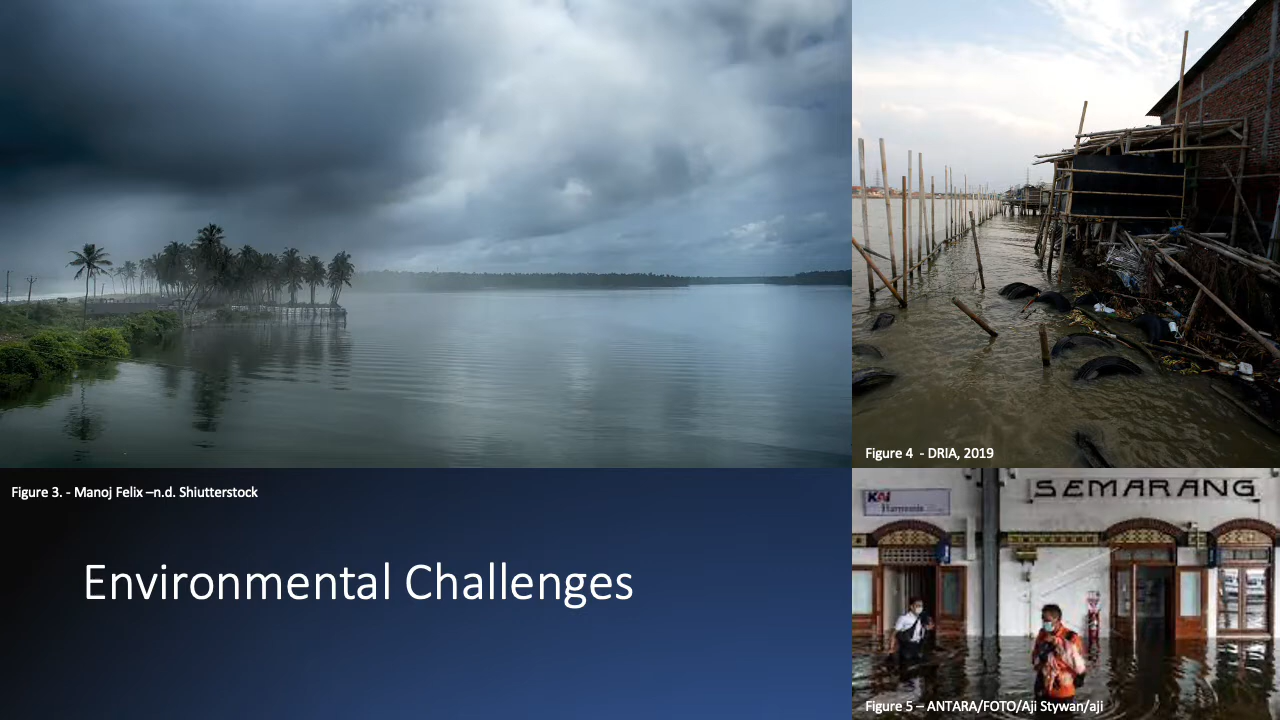 Figure 4  - DRIA, 2019
Figure 3. - Manoj Felix –n.d. Shiutterstock
Environmental Challenges
KAI
SEMARANG
Figure 5 – ANTARA/FOTO/Aji Stywan/aji